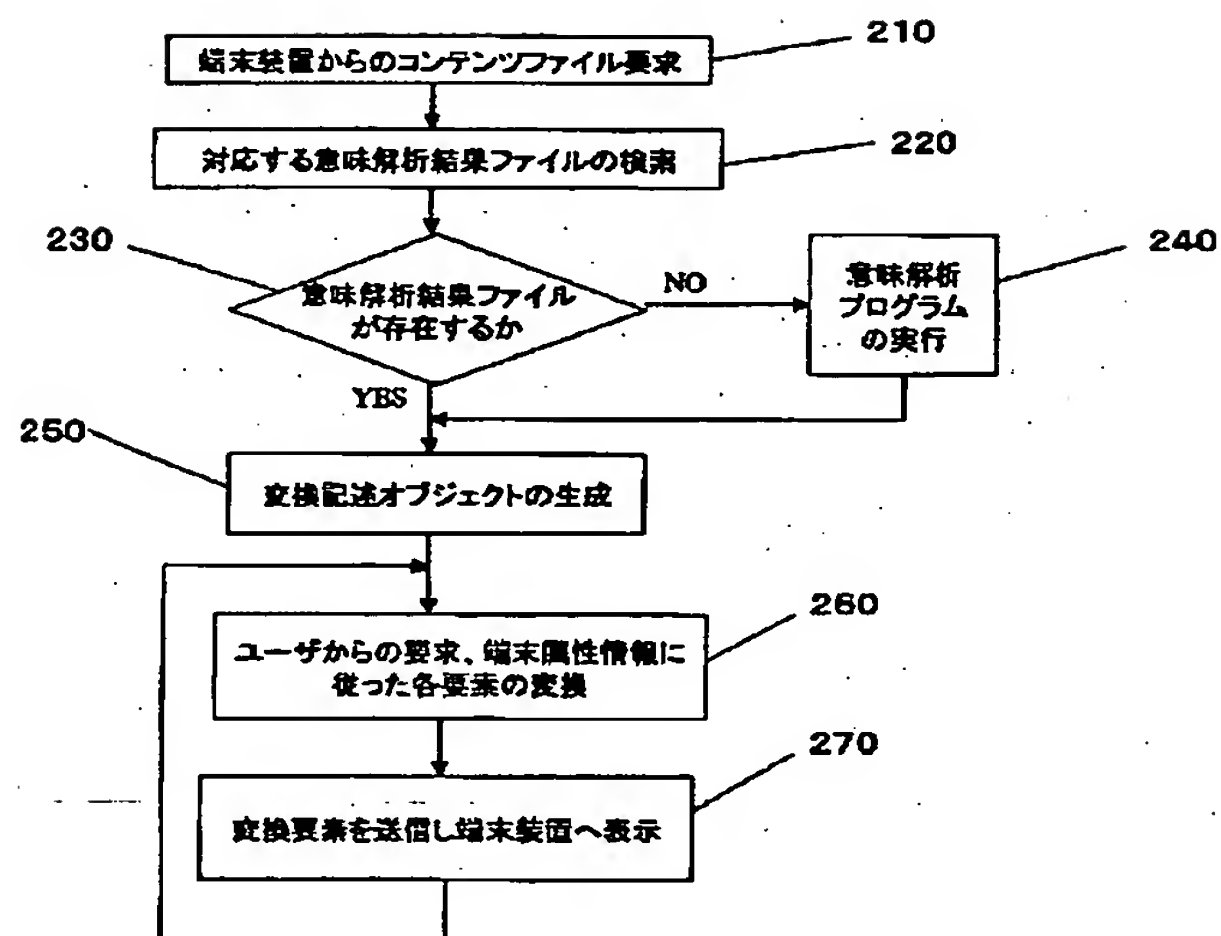 210
端末装置からのコンテンツファイル要求
220
対応する意味解析結果ファイルの検索
230
意味解析結果ファイル
が存在するか
NO
240
意味解析
プログラム
の実行
YES
250
変換記述オブジェクトの生成
260
ユーザからの要求、端末属性情報に
従った各要素の変換
270
変換要素を送信し端末装置へ表示